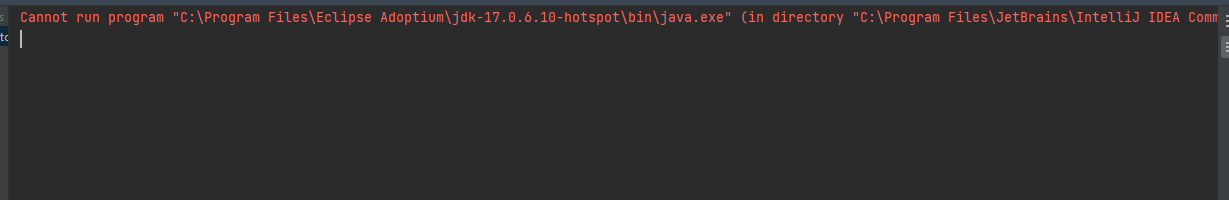 Cannot run program "C:\Program Files\Eclipse Adoptium\jdk-17.0.6.10-hotspot\bin\java.exe" (in directory "C:\Program Files\JetBrains\IntelliJ IDEA Comm